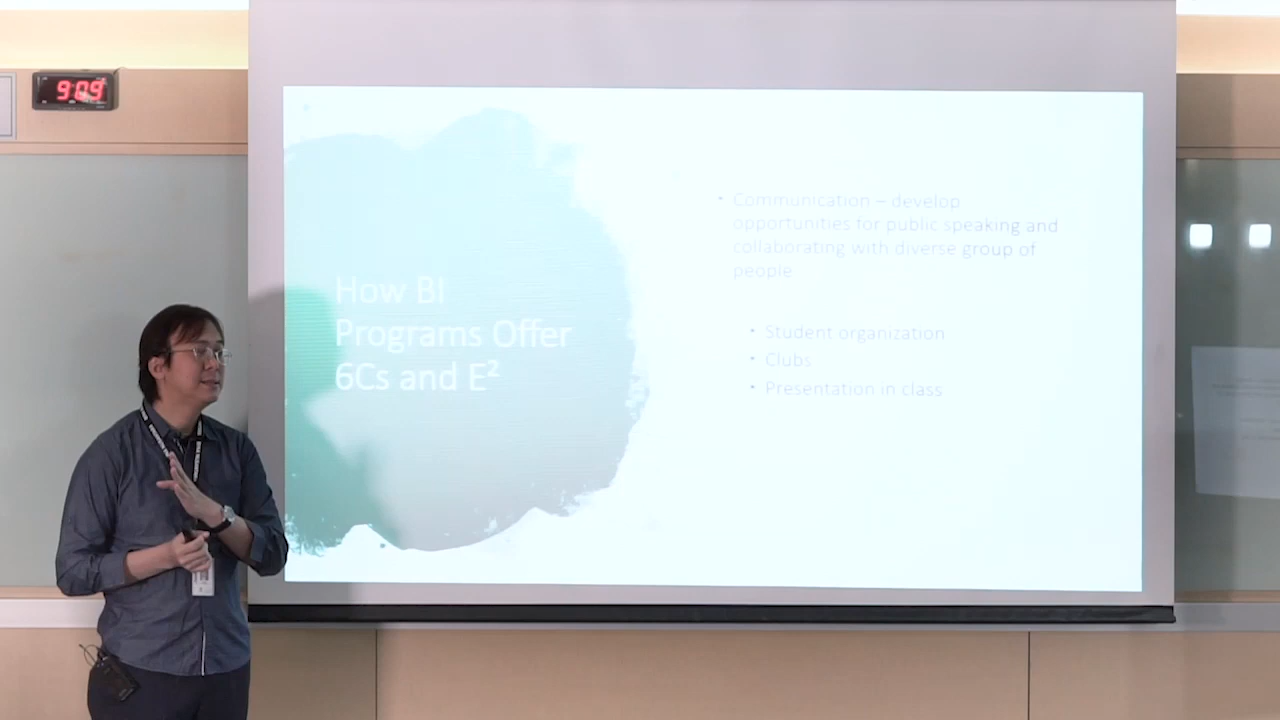 9:09
How BI
Programs Offer
6Cs and E²
• Communication – develop
opportunities for public speaking and
collaborating with diverse group of
people
• Student organization
• Clubs
• Presentation in class